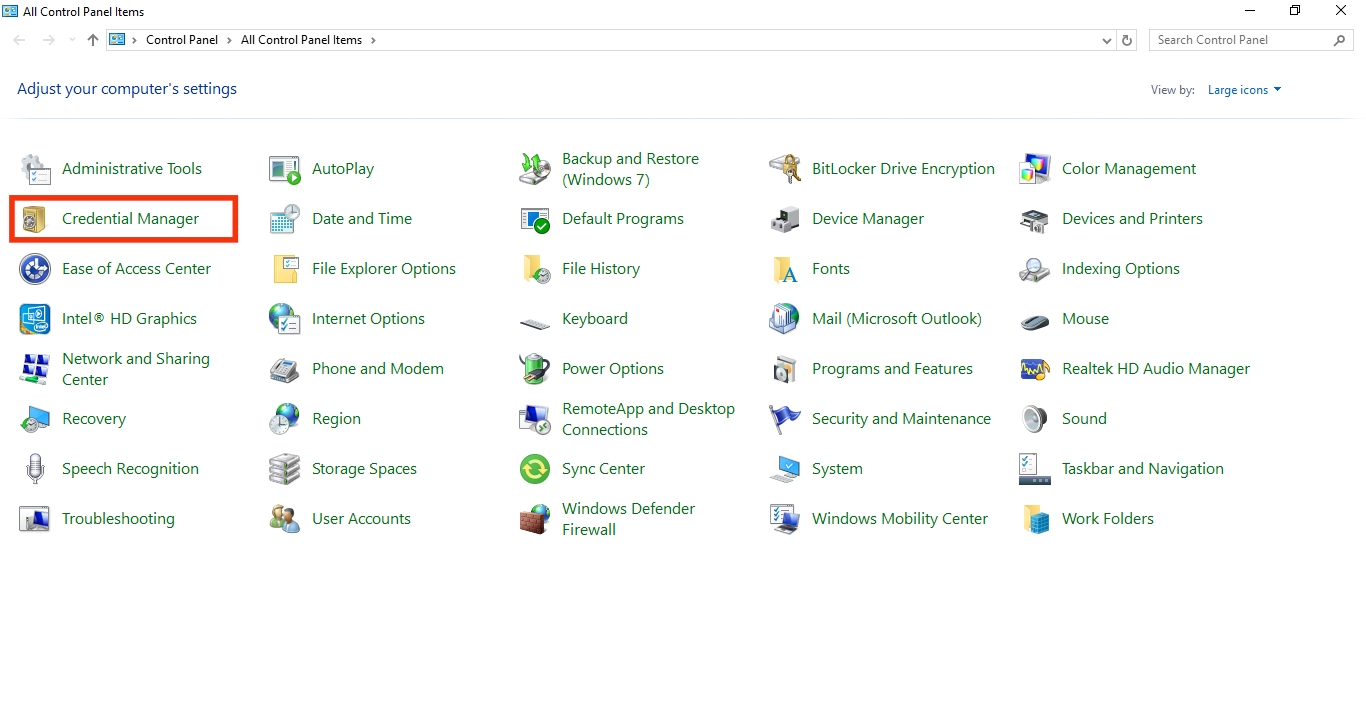 All Control Panel Items
Control Panel > All Control Panel Items >
Search Control Panel
Adjust your computer's settings
View by: Large icons
Administrative Tools
AutoPlay
Backup and Restore
(Windows 7)
BitLocker Drive Encryption
Color Management
Credential Manager
Date and Time
Default Programs
Device Manager
Devices and Printers
Ease of Access Center
File Explorer Options
File History
Fonts
Indexing Options
Intel® HD Graphics
Internet Options
Keyboard
Mail (Microsoft Outlook)
Mouse
Network and Sharing
Center
Phone and Modem
Power Options
Programs and Features
Realtek HD Audio Manager
Recovery
Region
RemoteApp and Desktop
Connections
Security and Maintenance
Sound
Speech Recognition
Storage Spaces
Sync Center
System
Taskbar and Navigation
Troubleshooting
User Accounts
Windows Defender
Firewall
Windows Mobility Center
Work Folders